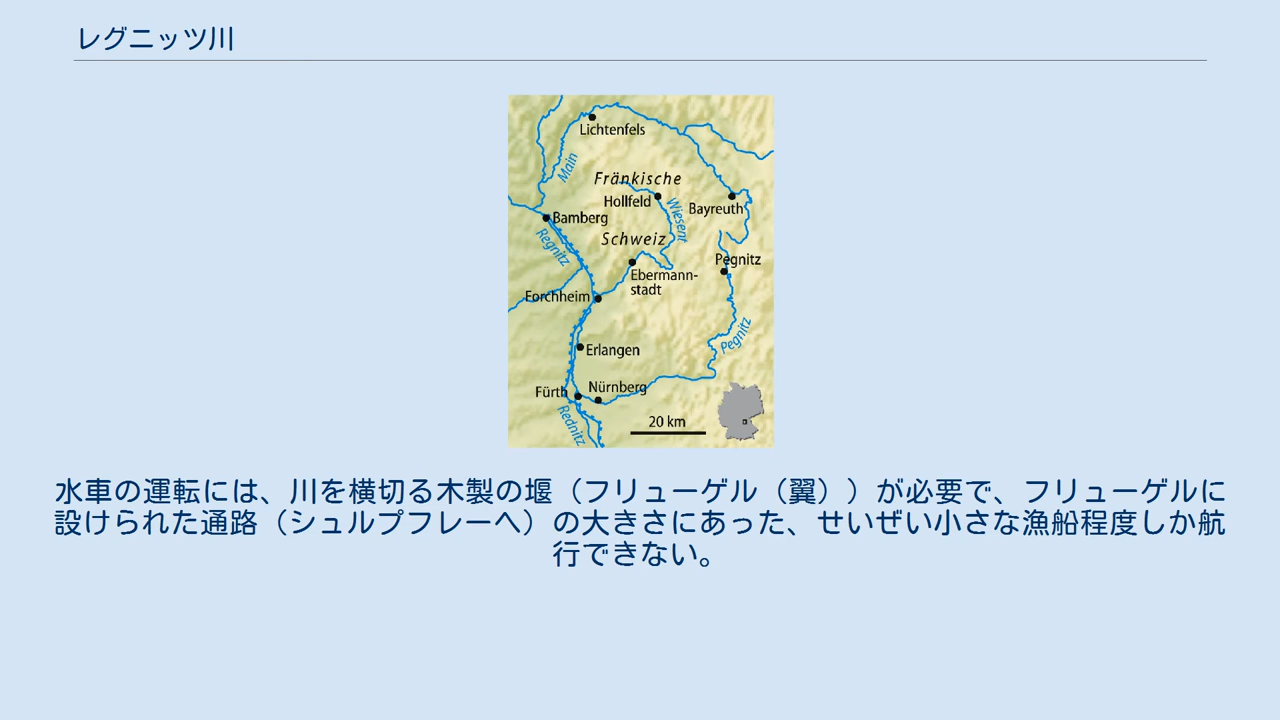 レグニッツ川
Lichtenfels
Main
Fränkische
Hollfeld
Wiesent
Bayreuth
Bamberg
Regnitz
Schweiz
Pegnitz
Ebermann-
stadt
Forchheim
Pegnitz
Erlangen
Fürth
Nürnberg
Rednitz
20 km
水車の運転には、川を横切る木製の堰（フリューゲル（翼））が必要で、フリューゲルに
設けられた通路（シュルプフレーヘ）の大きさにあった、せいぜい小さな漁船程度しか航
行できない。